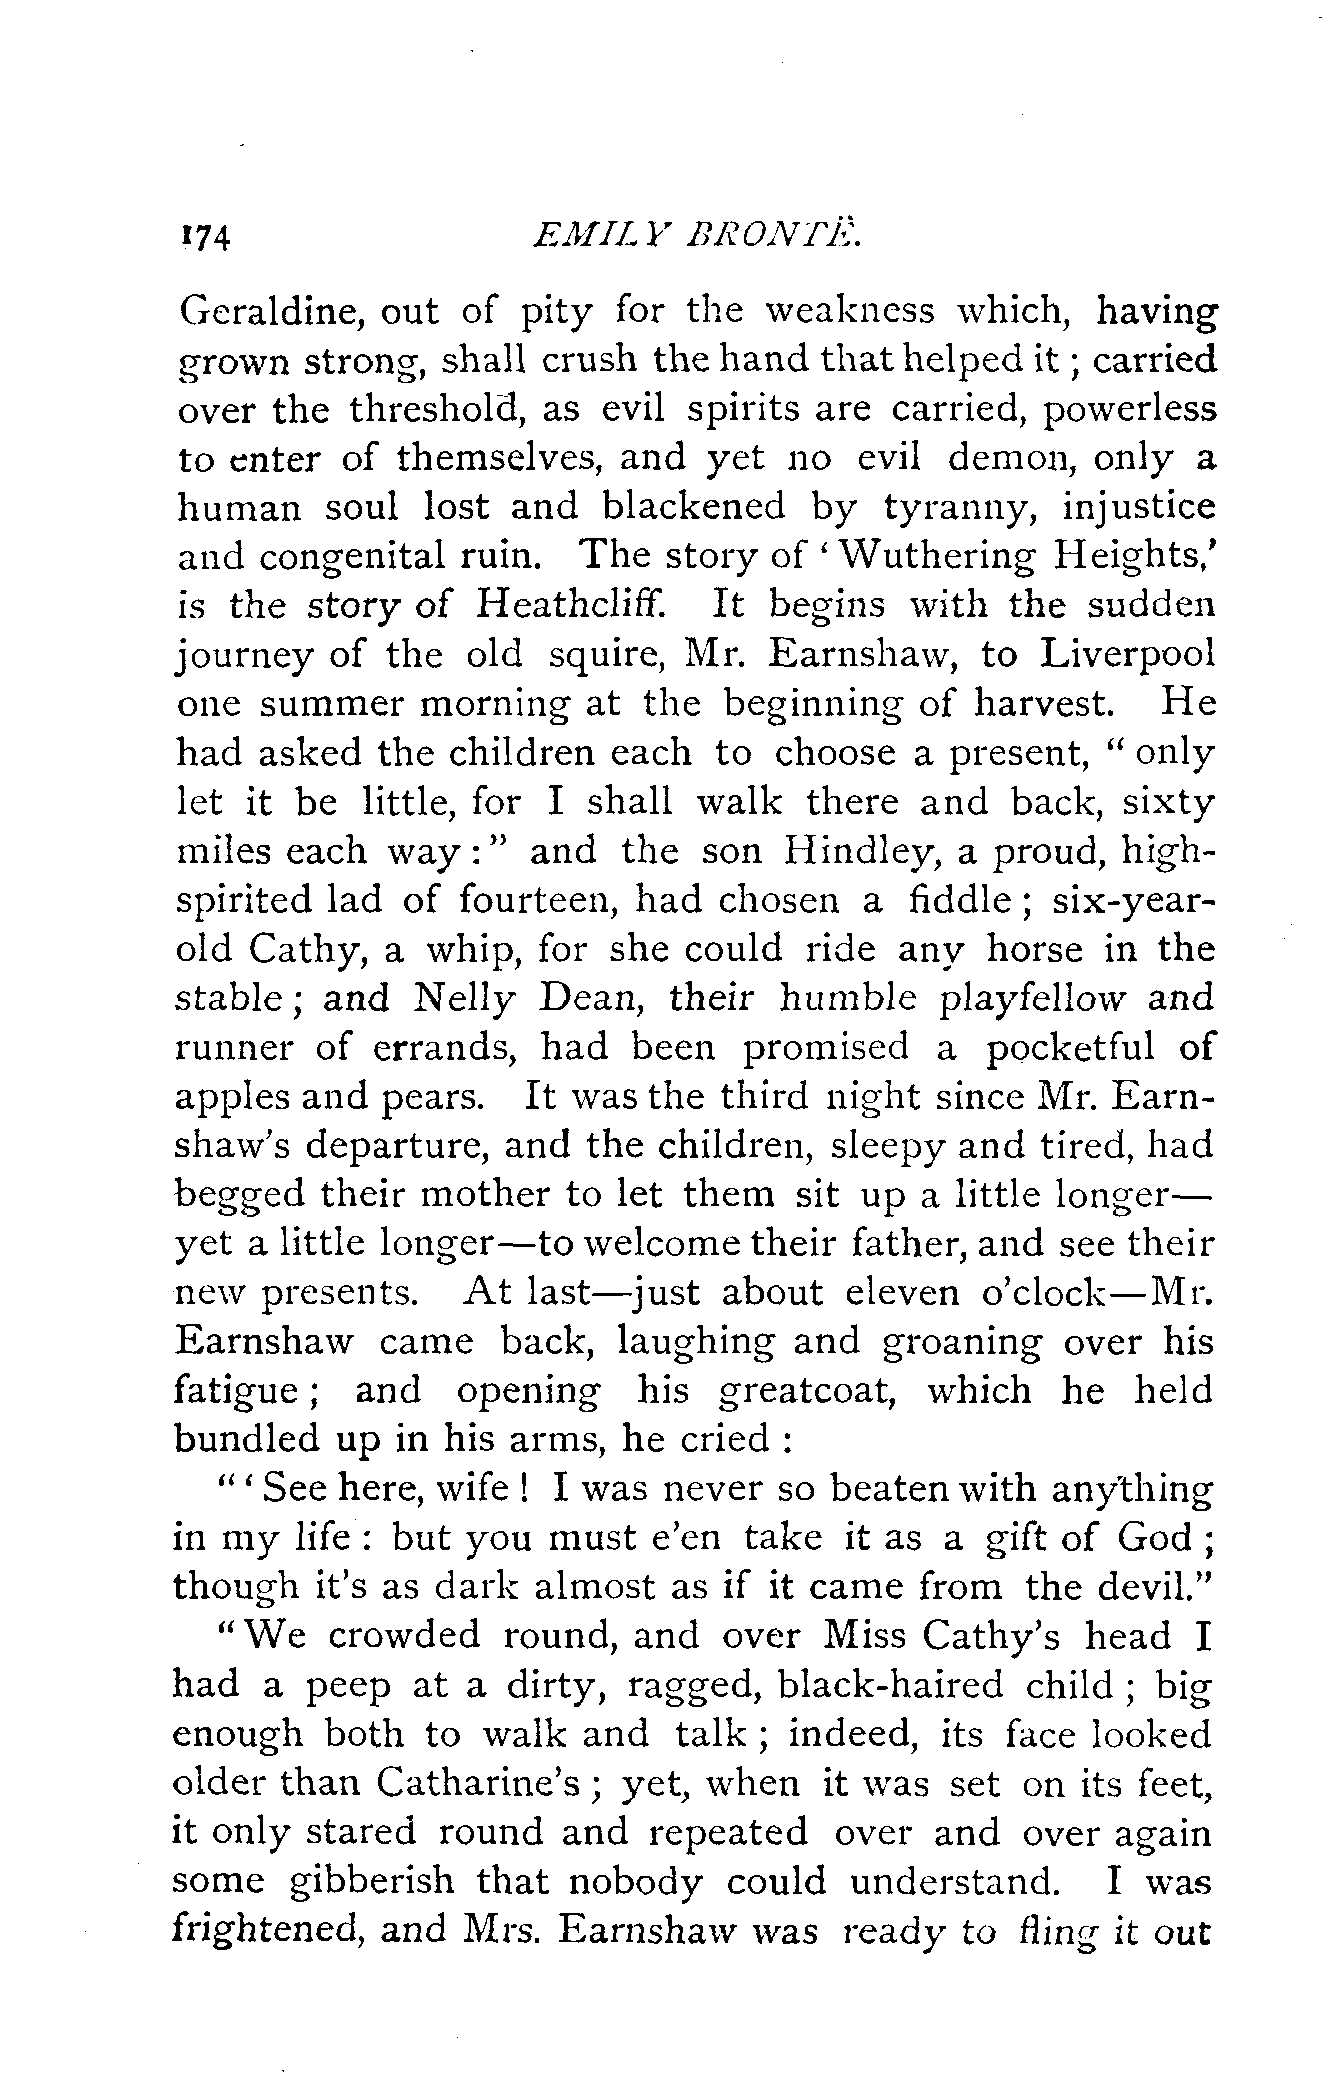 174 EMILY BRONTË.
Geraldine, out of pity for the weakness which, having
grown strong, shall crush the hand that helped it ; carried
over the threshold, as evil spirits are carried, powerless
to enter of themselves, and yet no evil demon, only a
human soul lost and blackened by tyranny, injustice
and congenital ruin. The story of ‘ Wuthering Heights,’
is the story of Heathcliff. It begins with the sudden
journey of the old squire, Mr. Earnshaw, to Liverpool
one summer morning at the beginning of harvest. He
had asked the children each to choose a present, “ only
let it be little, for I shall walk there and back, sixty
miles each way : ” and the son Hindley, a proud, high-
spirited lad of fourteen, had chosen a fiddle ; six-year-
old Cathy, a whip, for she could ride any horse in the
stable ; and Nelly Dean, their humble playfellow and
runner of errands, had been promised a pocketful of
apples and pears. It was the third night since Mr. Earn-
shaw’s departure, and the children, sleepy and tired, had
begged their mother to let them sit up a little longer—
yet a little longer—to welcome their father, and see their
new presents. At last—just about eleven o’clock—Mr.
Earnshaw came back, laughing and groaning over his
fatigue ; and opening his greatcoat, which he held
bundled up in his arms, he cried :
“ ‘ See here, wife ! I was never so beaten with anything
in my life : but you must e’en take it as a gift of God ;
though it’s as dark almost as if it came from the devil.”
“ We crowded round, and over Miss Cathy’s head I
had a peep at a dirty, ragged, black-haired child ; big
enough both to walk and talk ; indeed, its face looked
older than Catharine’s ; yet, when it was set on its feet,
it only stared round and repeated over and over again
some gibberish that nobody could understand. I was
frightened, and Mrs. Earnshaw was ready to fling it out